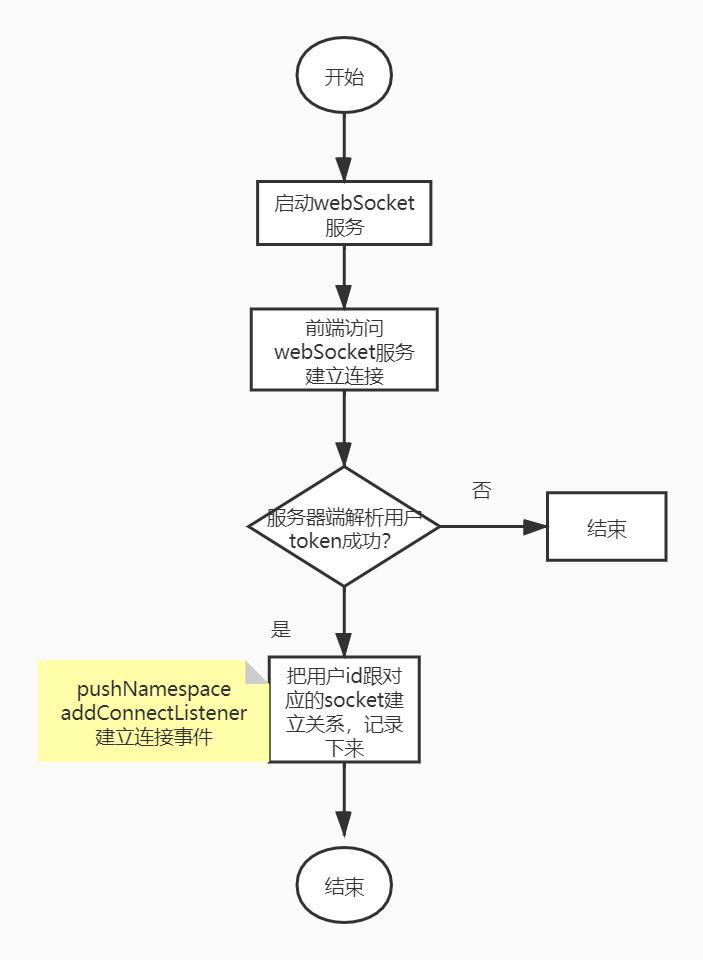 开始
启动webSocket
服务
前端访问
webSocket服务
建立连接
服务器端解析用户
token成功?
否
结束
是
pushNamespace
addConnectListener
建立连接事件
把用户id跟对
应的socket建
立关系，记录
下来
结束